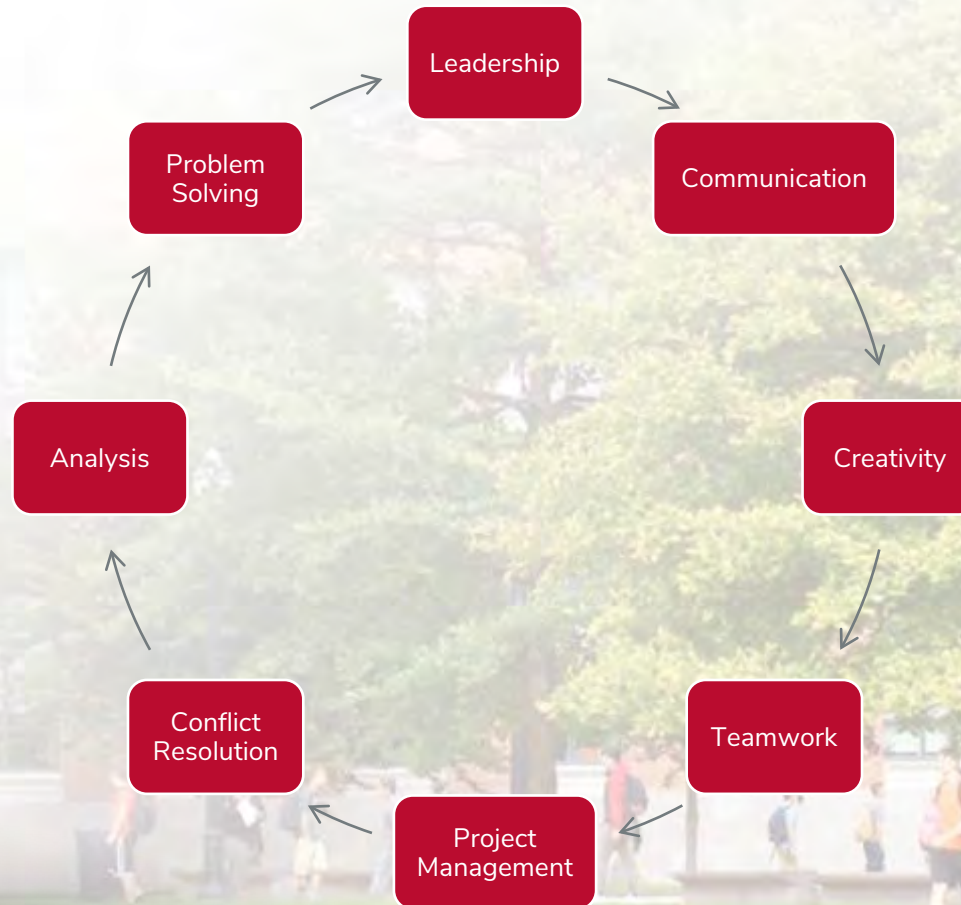 Leadership
Communication
Creativity
Teamwork
Project
Management
Conflict
Resolution
Analysis
Problem
Solving